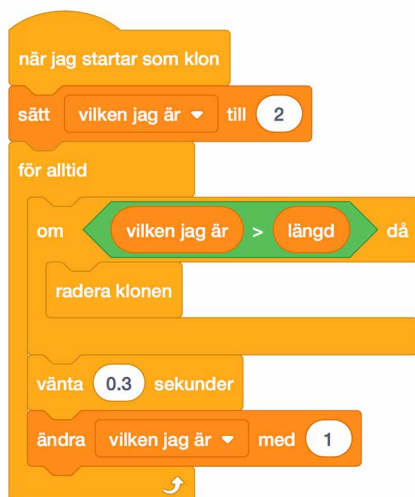 när jag startar som klon
sätt vilken jag är till 2
för alltid
om vilken jag är > längd då
radera klonen
vänta 0.3 sekunder
ändra vilken jag är med 1